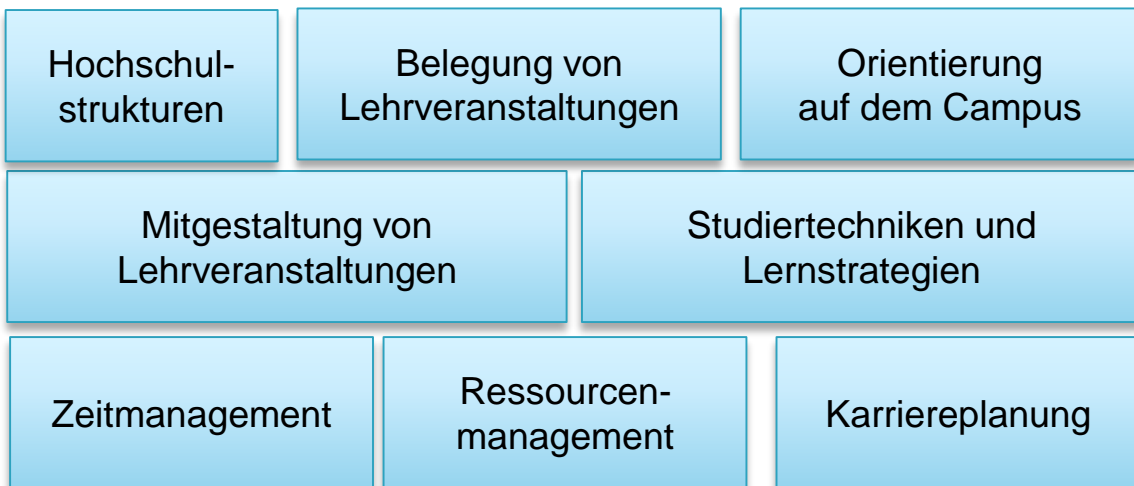 Hochschul-
strukturen
Belegung von
Lehrveranstaltungen
Orientierung
auf dem Campus
Mitgestaltung von
Lehrveranstaltungen
Studiertechniken und
Lernstrategien
Zeitmanagement
Ressourcen-
management
Karriereplanung